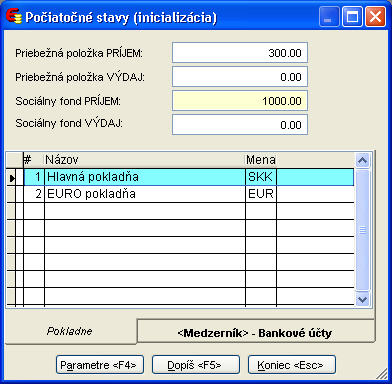 Počiatočné stavy (inicializácia)
Priebežná položka PRÍJEM: 300.00
Priebežná položka VÝDAJ: 0.00
Sociálny fond PRÍJEM: 1000.00
Sociálny fond VÝDAJ: 0.00
# Názov Mena
1 Hlavná pokladňa SKK
2 EURO pokladňa EUR
Pokladne <Medzerník> - Bankové účty
Parametre <F4> Dopíš <F5> Koniec <Esc>